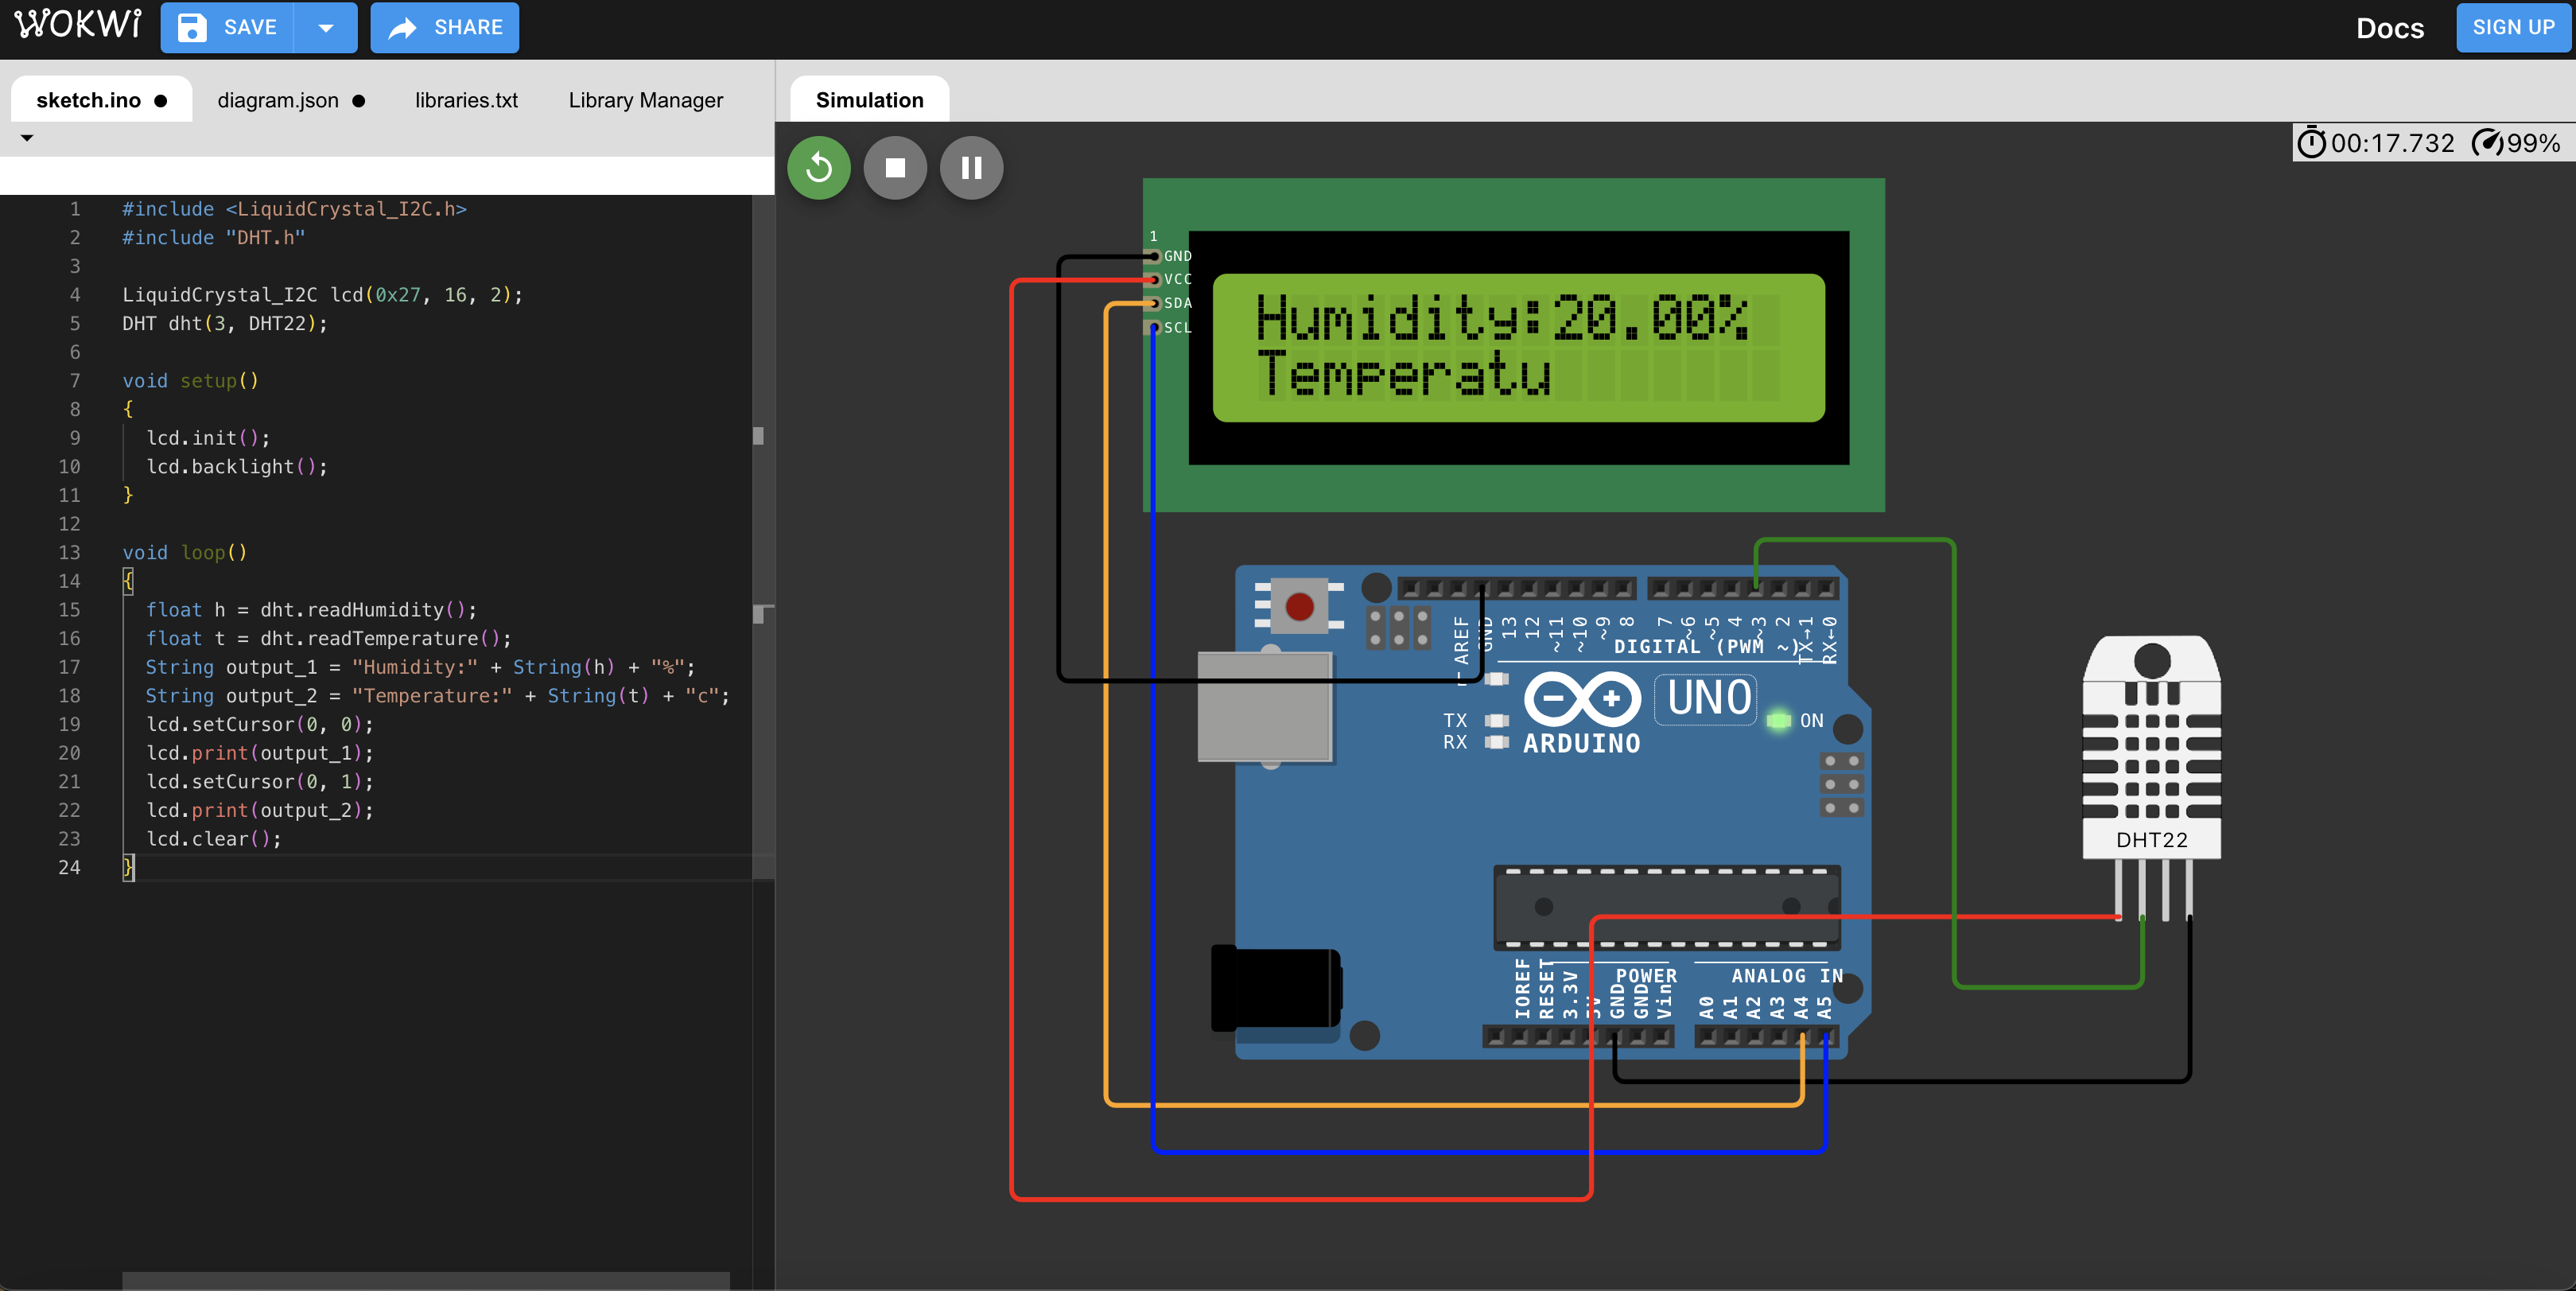 WOKWi SAVE SHARE Docs SIGN UP
sketch.ino diagram.json libraries.txt Library Manager
Simulation
00:17.732 99%
1 #include <LiquidCrystal_I2C.h>
2 #include "DHT.h"
3
4 LiquidCrystal_I2C lcd(0x27, 16, 2);
5 DHT dht(3, DHT22);
6
7 void setup()
8 {
9 lcd.init();
10 lcd.backlight();
11 }
12
13 void loop()
14 {
15 float h = dht.readHumidity();
16 float t = dht.readTemperature();
17 String output_1 = "Humidity:" + String(h) + "%";
18 String output_2 = "Temperature:" + String(t) + "c";
19 lcd.setCursor(0, 0);
20 lcd.print(output_1);
21 lcd.setCursor(0, 1);
22 lcd.print(output_2);
23 lcd.clear();
24 }
1
GND
VCC
SDA
SCL
Humidity:20.00%
Temperatu
AREF GND 13 12 ~11 ~10 ~9 8 7 ~6 ~5 4 ~3 2 TX→1 RX←0
DIGITAL (PWM ~)
UNO
TX
RX
ON
ARDUINO
DHT22
POWER ANALOG IN
IOREF RESET 3.3V 5V GND GND Vin A0 A1 A2 A3 A4 A5